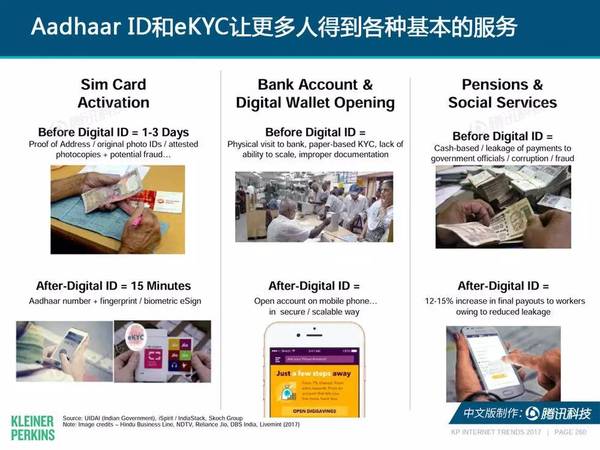 Aadhaar ID和eKYC让更多人得到各种基本的服务
Sim Card
Activation
Before Digital ID = 1-3 Days
Proof of Address / original photo IDs / attested
photocopies + potential fraud…
After-Digital ID = 15 Minutes
Aadhaar number + fingerprint / biometric eSign
eKYC
Bank Account &
Digital Wallet Opening
Before Digital ID =
Physical visit to bank, paper-based KYC, lack of
ability to scale, improper documentation
After-Digital ID =
Open account on mobile phone…
in secure / scalable way
Just a few steps away
OPEN DIGISAVINGS
Pensions &
Social Services
Before Digital ID =
Cash-based / leakage of payments to
government officials / corruption / fraud
After-Digital ID =
12-15% increase in final payouts to workers
owing to reduced leakage
KLEINER
PERKINS
Source: UIDAI (Indian Government), iSpirit / IndiaStack, Skoch Group
Note: Image credits – Hindu Business Line, NDTV, Reliance Jio, DBS India, Livemint (2017)
中文版制作：腾讯科技
KP INTERNET TRENDS 2017 | PAGE 260